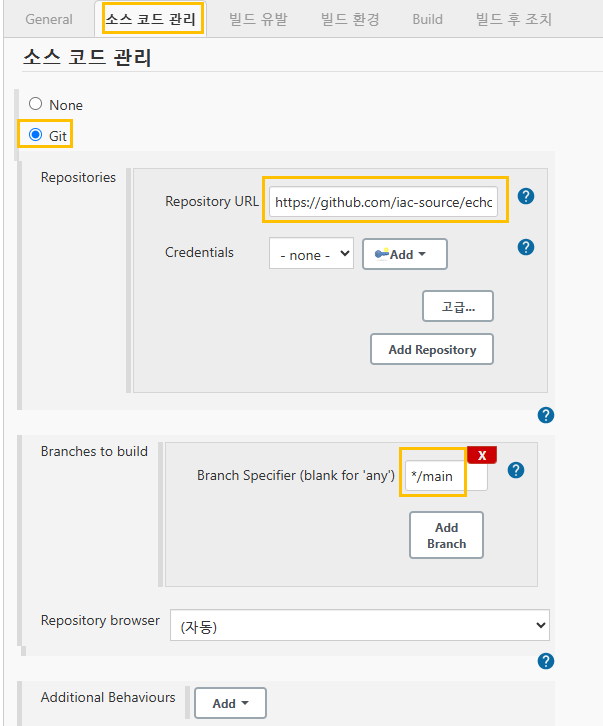 General 소스 코드 관리 빌드 유발 빌드 환경 Build 빌드 후 조치
소스 코드 관리
None
Git
Repositories
Repository URL https://github.com/iac-source/echo
?
Credentials - none - Add
?
고급...
Add Repository
?
Branches to build
X
Branch Specifier (blank for 'any') */main
?
Add
Branch
Repository browser (자동)
?
Additional Behaviours Add